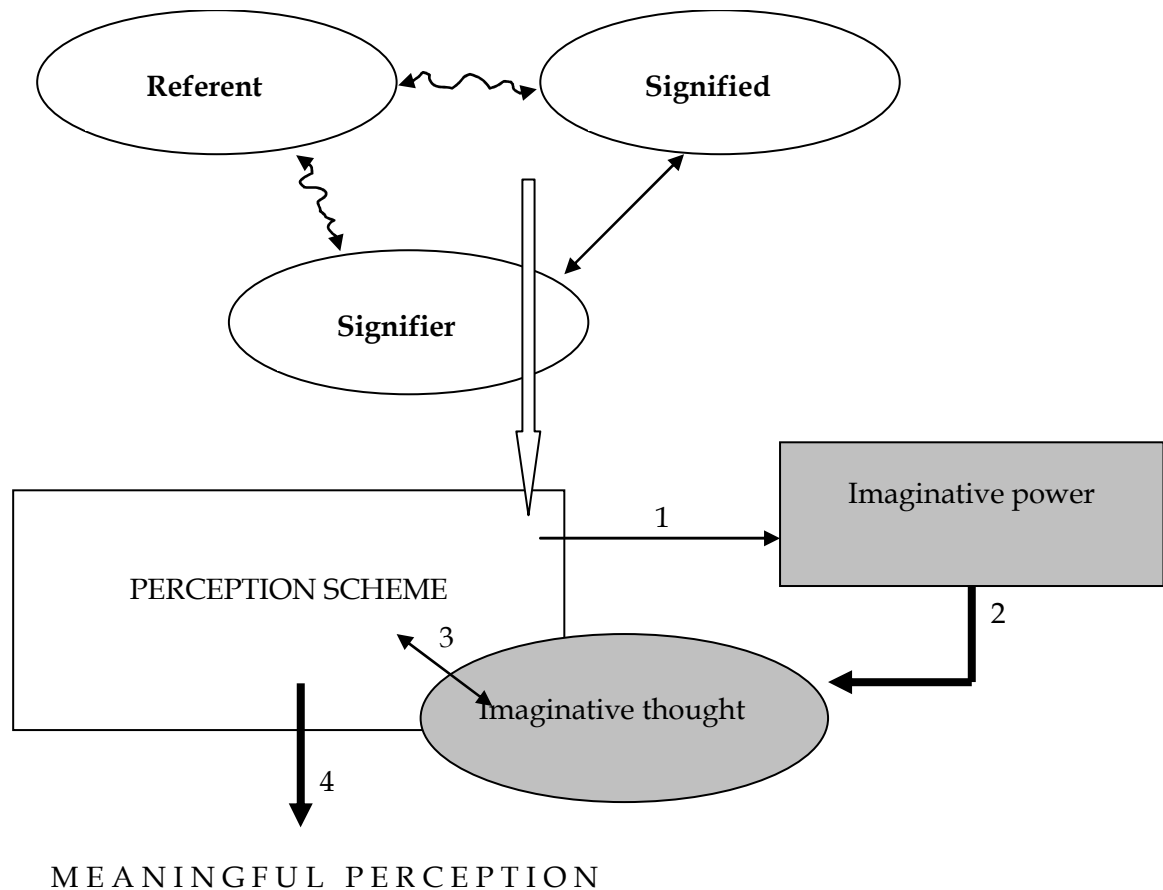 Referent
Signified
Signifier
Imaginative power
1
PERCEPTION SCHEME
2
3
Imaginative thought
4
MEANINGFUL PERCEPTION